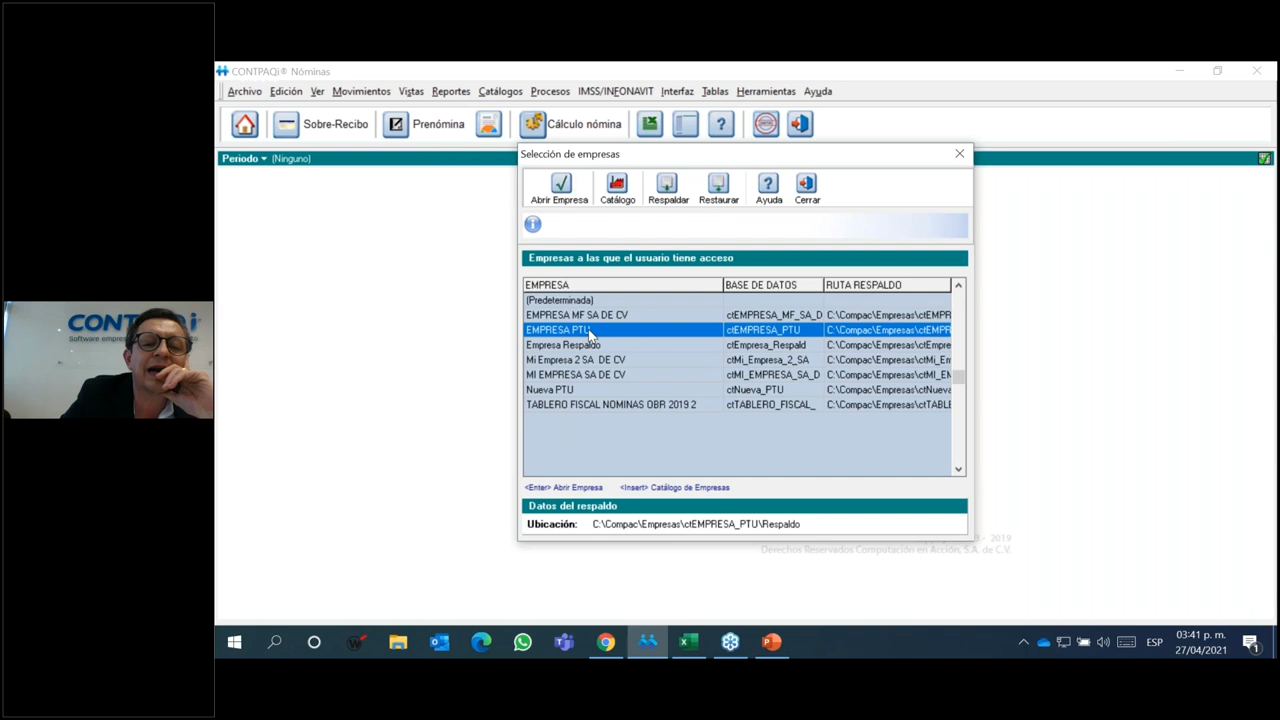 CONTPAQi® Nóminas
Archivo Edición Ver Movimientos Vistas Reportes Catálogos Procesos IMSS/INFONAVIT Interfaz Tablas Herramientas Ayuda
Sobre-Recibo Prenómina Cálculo nómina
Periodo (Ninguno)
Selección de empresas
Abrir Empresa Catálogo Respaldar Restaurar Ayuda Cerrar
Empresas a las que el usuario tiene acceso
EMPRESA BASE DE DATOS RUTA RESPALDO
(Predeterminada)
EMPRESA MF SA DE CV ctEMPRESA_MF_SA_D C:\Compac\Empresas\ctEMPR
EMPRESA PTU ctEMPRESA_PTU C:\Compac\Empresas\ctEMPR
Empresa Respaldo ctEmpresa_Respald C:\Compac\Empresas\ctEmpre
Mi Empresa 2 SA DE CV ctMi_Empresa_2_SA C:\Compac\Empresas\ctMi_Em
MI EMPRESA SA DE CV ctMI_EMPRESA_SA_D C:\Compac\Empresas\ctMI_EM
Nueva PTU ctNueva_PTU C:\Compac\Empresas\ctNueva
TABLERO FISCAL NOMINAS OBR 2019 2 ctTABLERO_FISCAL_ C:\Compac\Empresas\ctTABLE
<Enter> Abrir Empresa <Insert> Catálogo de Empresas
Datos del respaldo
Ubicación: C:\Compac\Empresas\ctEMPRESA_PTU\Respaldo
- 2019
Derechos Reservados Computación en Acción, S.A. de C.V.
CONT i
Software empres
ESP
03:41 p. m.
27/04/2021
1